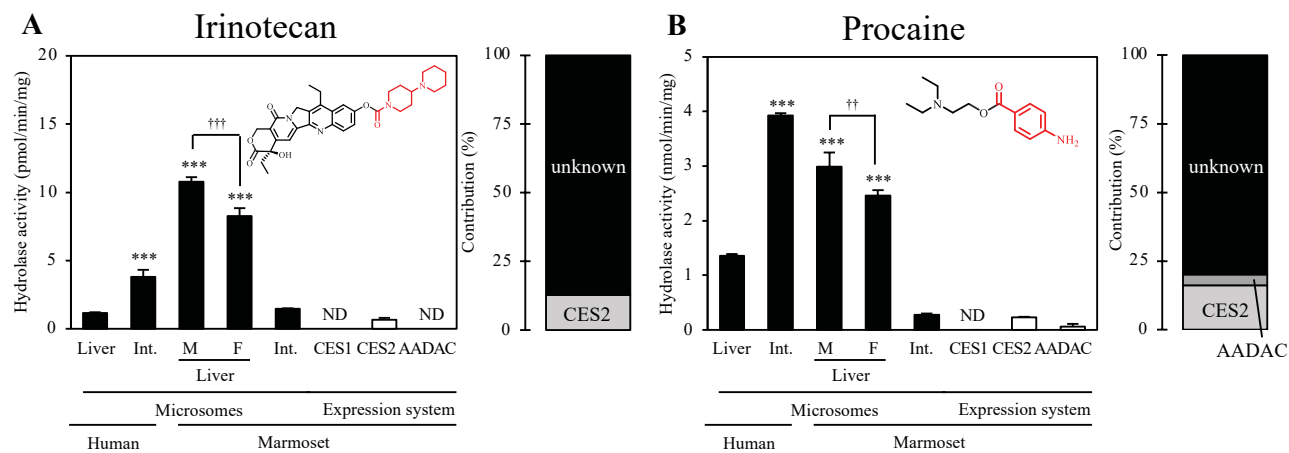 A
Irinotecan
Hydrolase activity (pmol/min/mg)
20
15
10
5
0
***
***
†††
***
ND
ND
O
N
O
O
OH
N
O
O
N
N
Liver
Int.
M
F
Int.
CES1
CES2
AADAC
Liver
Microsomes
Expression system
Human
Marmoset
Contribution (%)
100
75
50
25
0
unknown
CES2
B
Procaine
Hydrolase activity (nmol/min/mg)
5
4
3
2
1
0
***
***
††
***
ND
N
O
O
NH2
Liver
Int.
M
F
Int.
CES1
CES2
AADAC
Liver
Microsomes
Expression system
Human
Marmoset
Contribution (%)
100
75
50
25
0
unknown
CES2
AADAC